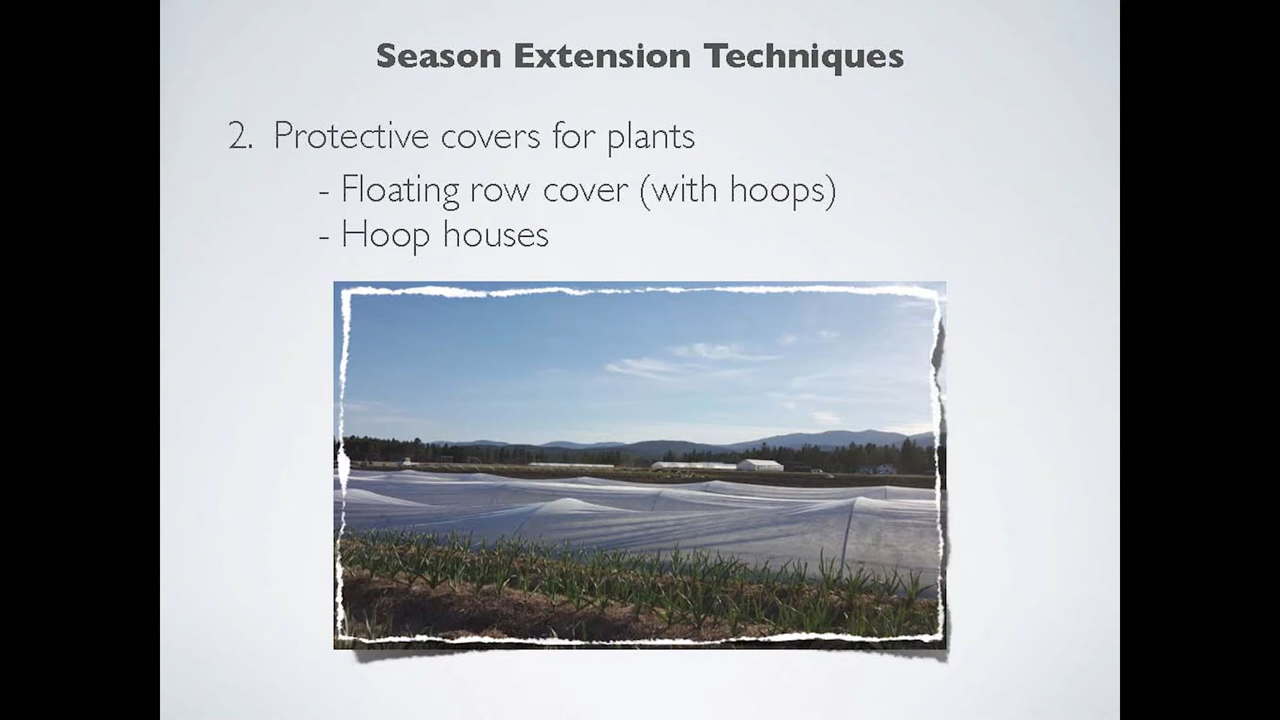 Season Extension Techniques
2. Protective covers for plants
- Floating row cover (with hoops)
- Hoop houses